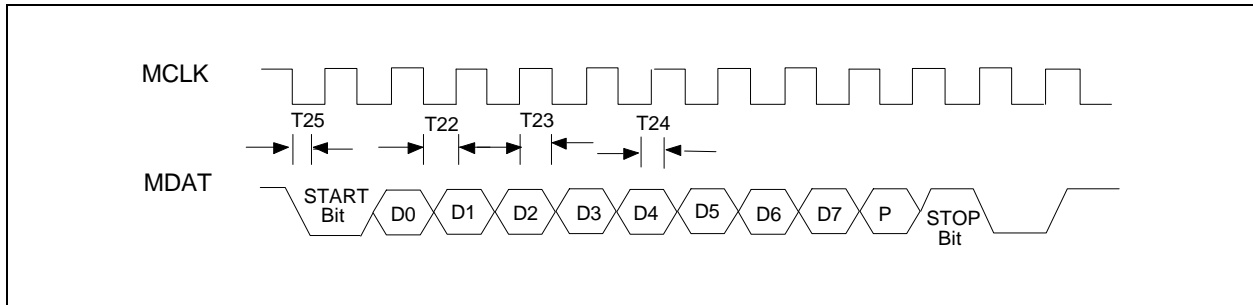 MCLK
T25 T22 T23 T24
MDAT
START Bit D0 D1 D2 D3 D4 D5 D6 D7 P STOP Bit